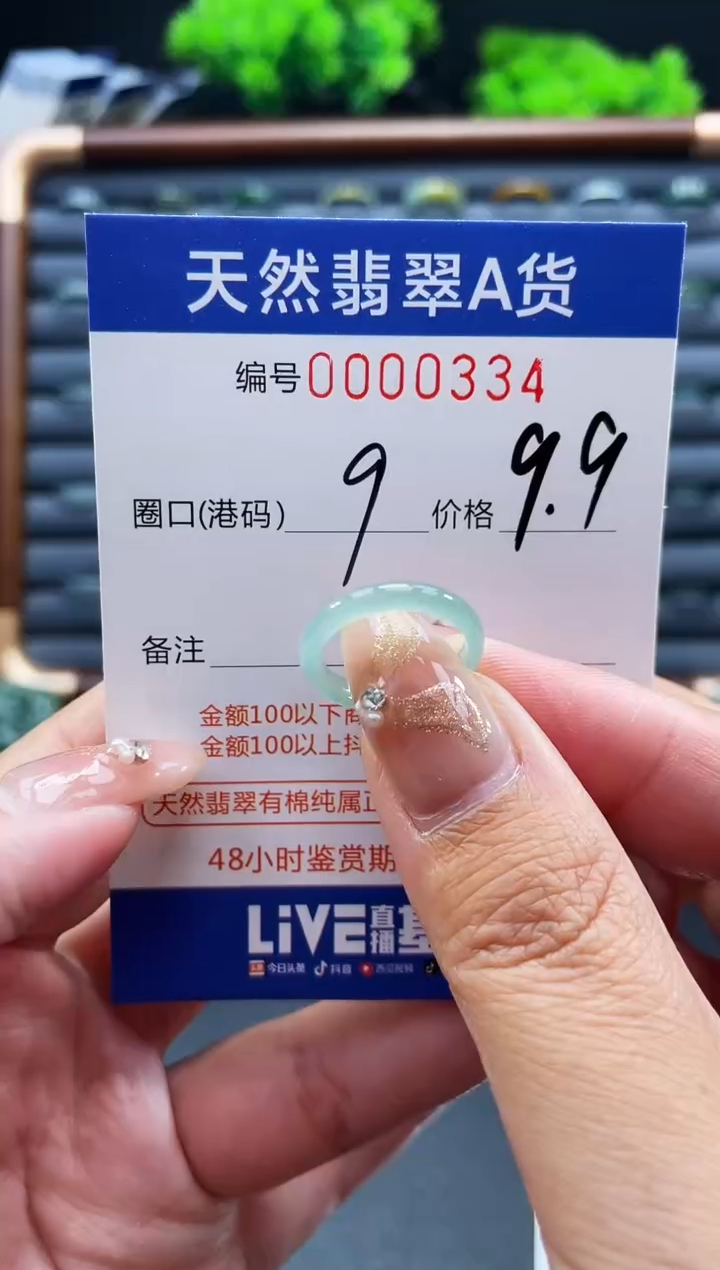 天然翡翠A货
编号0000334
圈口(港码) 9 价格 9.9
备注
金额100以下
金额100以上
天然翡翠有棉纯属
48小时鉴赏期
LiVE直播基
今日头条 抖音 西瓜视频